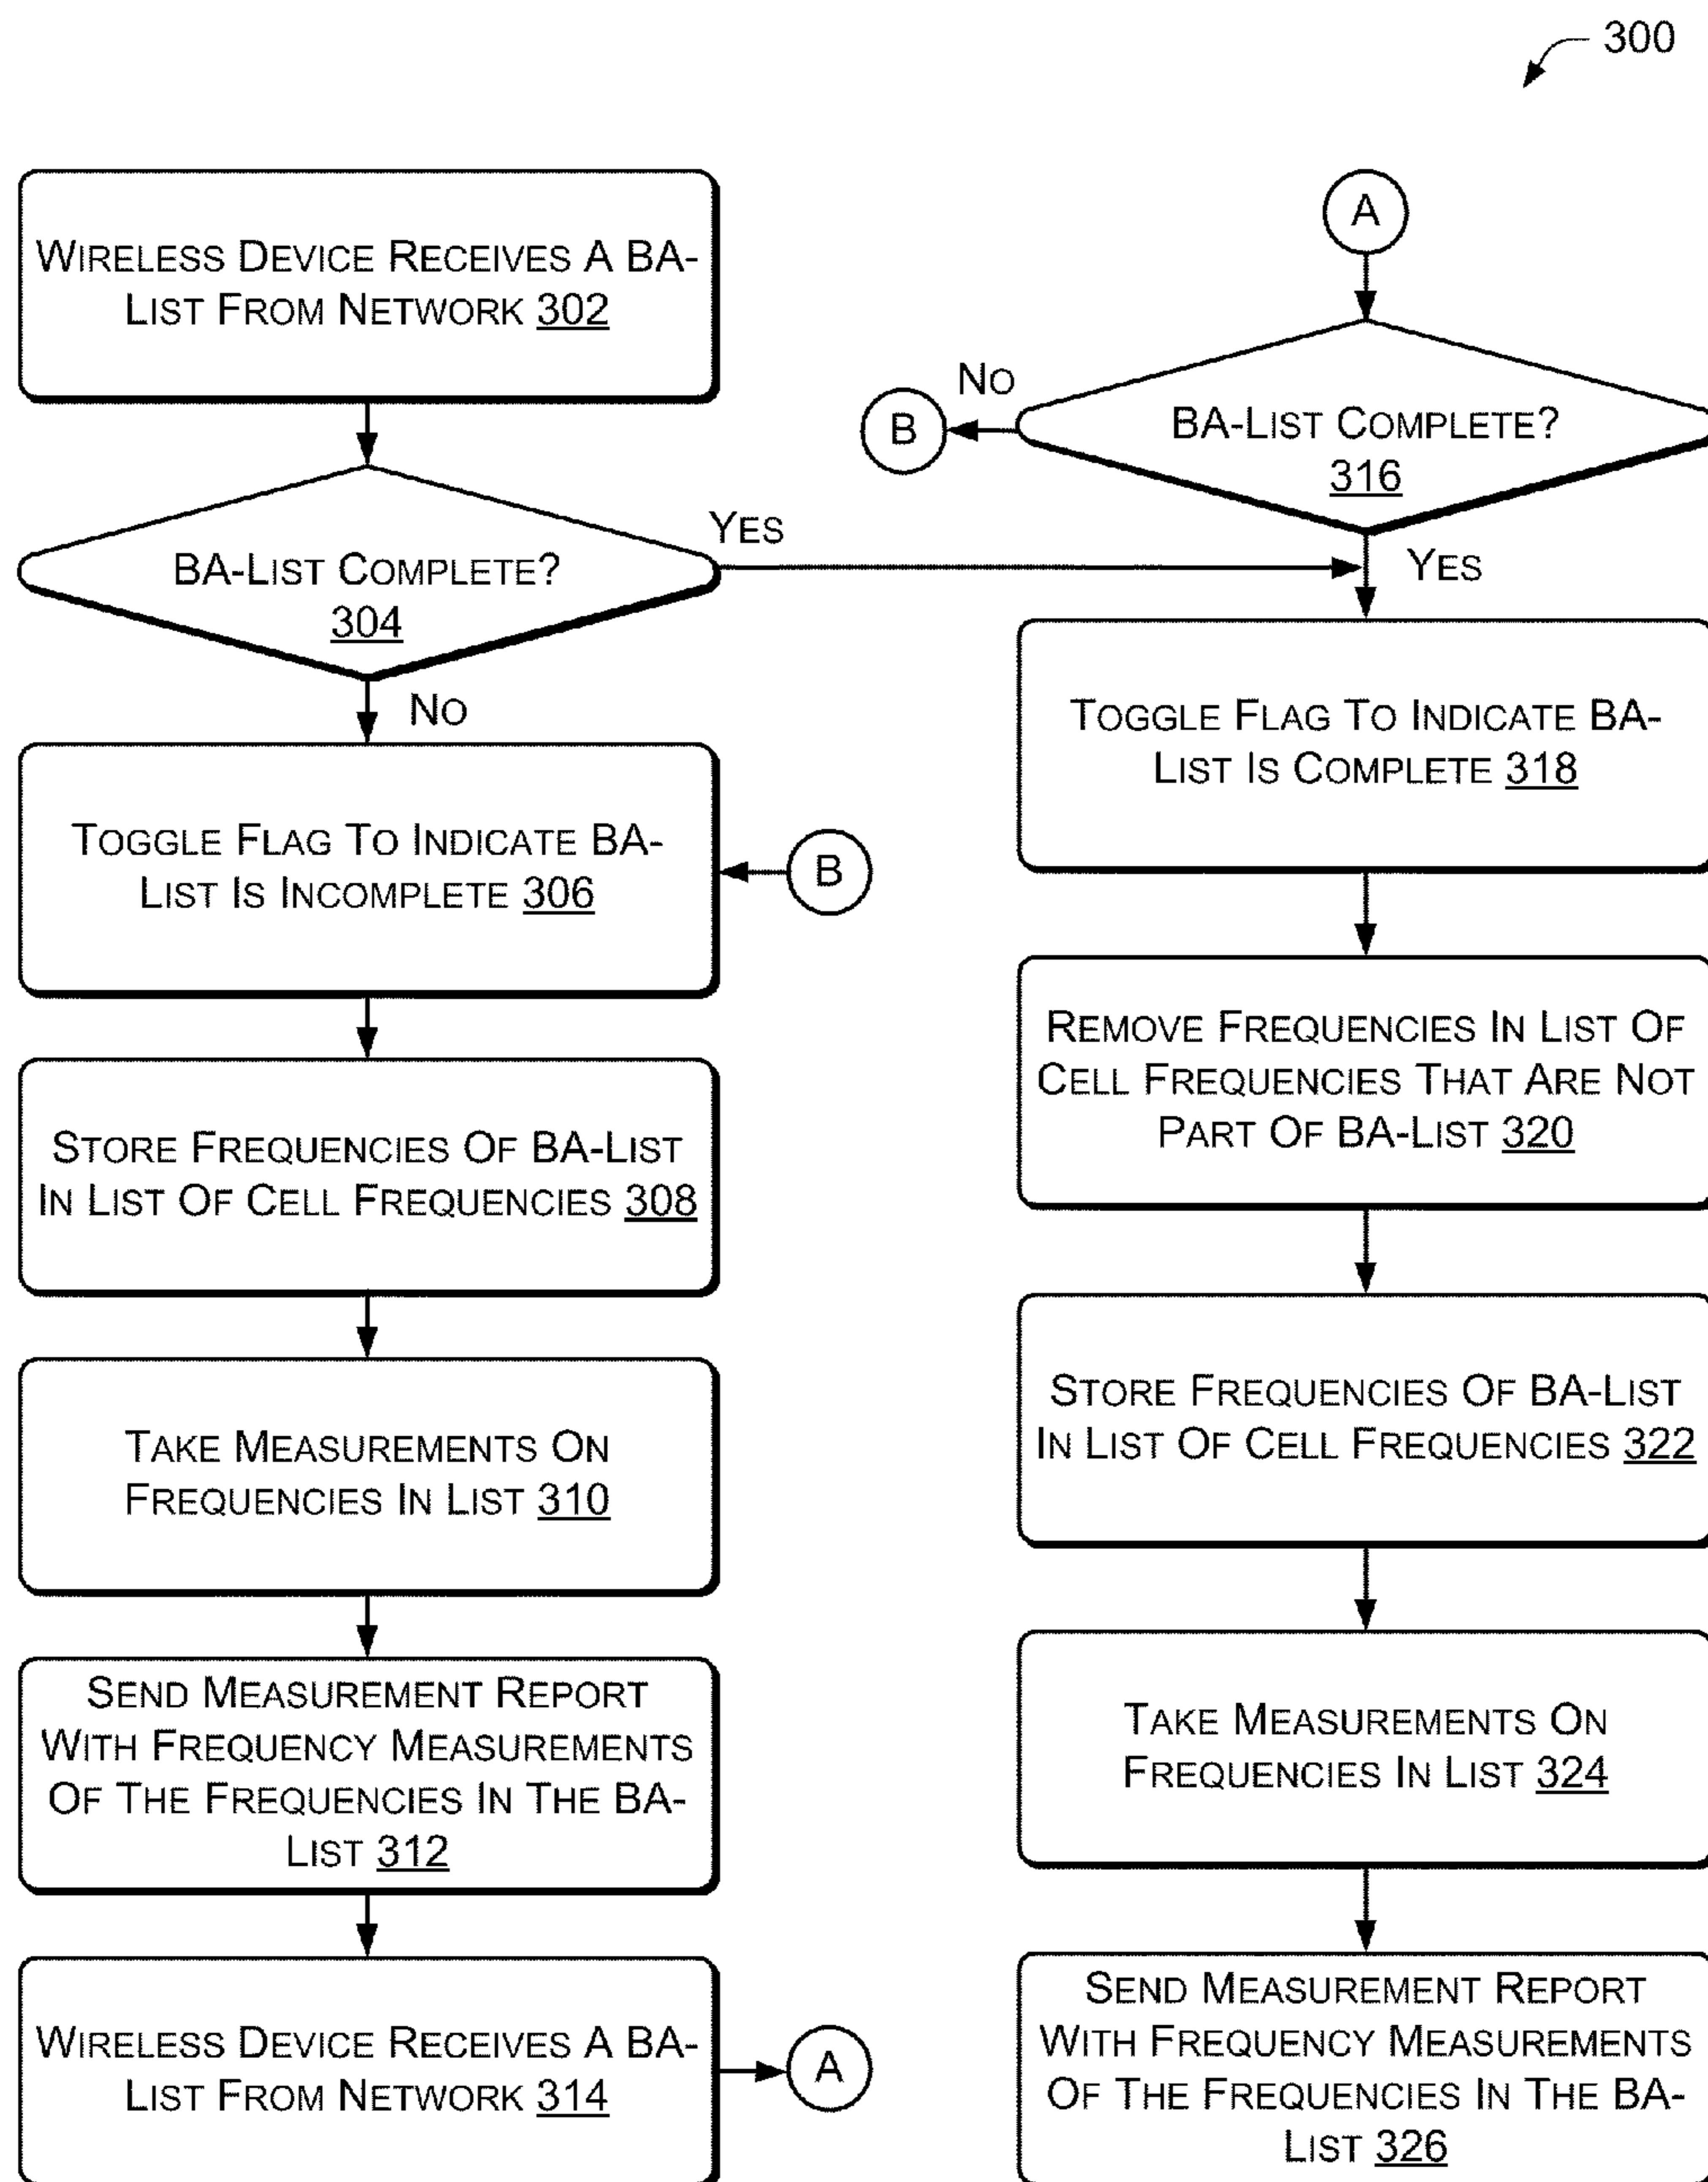 300
WIRELESS DEVICE RECEIVES A BA-
LIST FROM NETWORK 302
BA-LIST COMPLETE?
304
YES
NO
TOGGLE FLAG TO INDICATE BA-
LIST IS INCOMPLETE 306
B
STORE FREQUENCIES OF BA-LIST
IN LIST OF CELL FREQUENCIES 308
TAKE MEASUREMENTS ON
FREQUENCIES IN LIST 310
SEND MEASUREMENT REPORT
WITH FREQUENCY MEASUREMENTS
OF THE FREQUENCIES IN THE BA-
LIST 312
WIRELESS DEVICE RECEIVES A BA-
LIST FROM NETWORK 314
A
A
BA-LIST COMPLETE?
316
NO
B
YES
TOGGLE FLAG TO INDICATE BA-
LIST IS COMPLETE 318
REMOVE FREQUENCIES IN LIST OF
CELL FREQUENCIES THAT ARE NOT
PART OF BA-LIST 320
STORE FREQUENCIES OF BA-LIST
IN LIST OF CELL FREQUENCIES 322
TAKE MEASUREMENTS ON
FREQUENCIES IN LIST 324
SEND MEASUREMENT REPORT
WITH FREQUENCY MEASUREMENTS
OF THE FREQUENCIES IN THE BA-
LIST 326